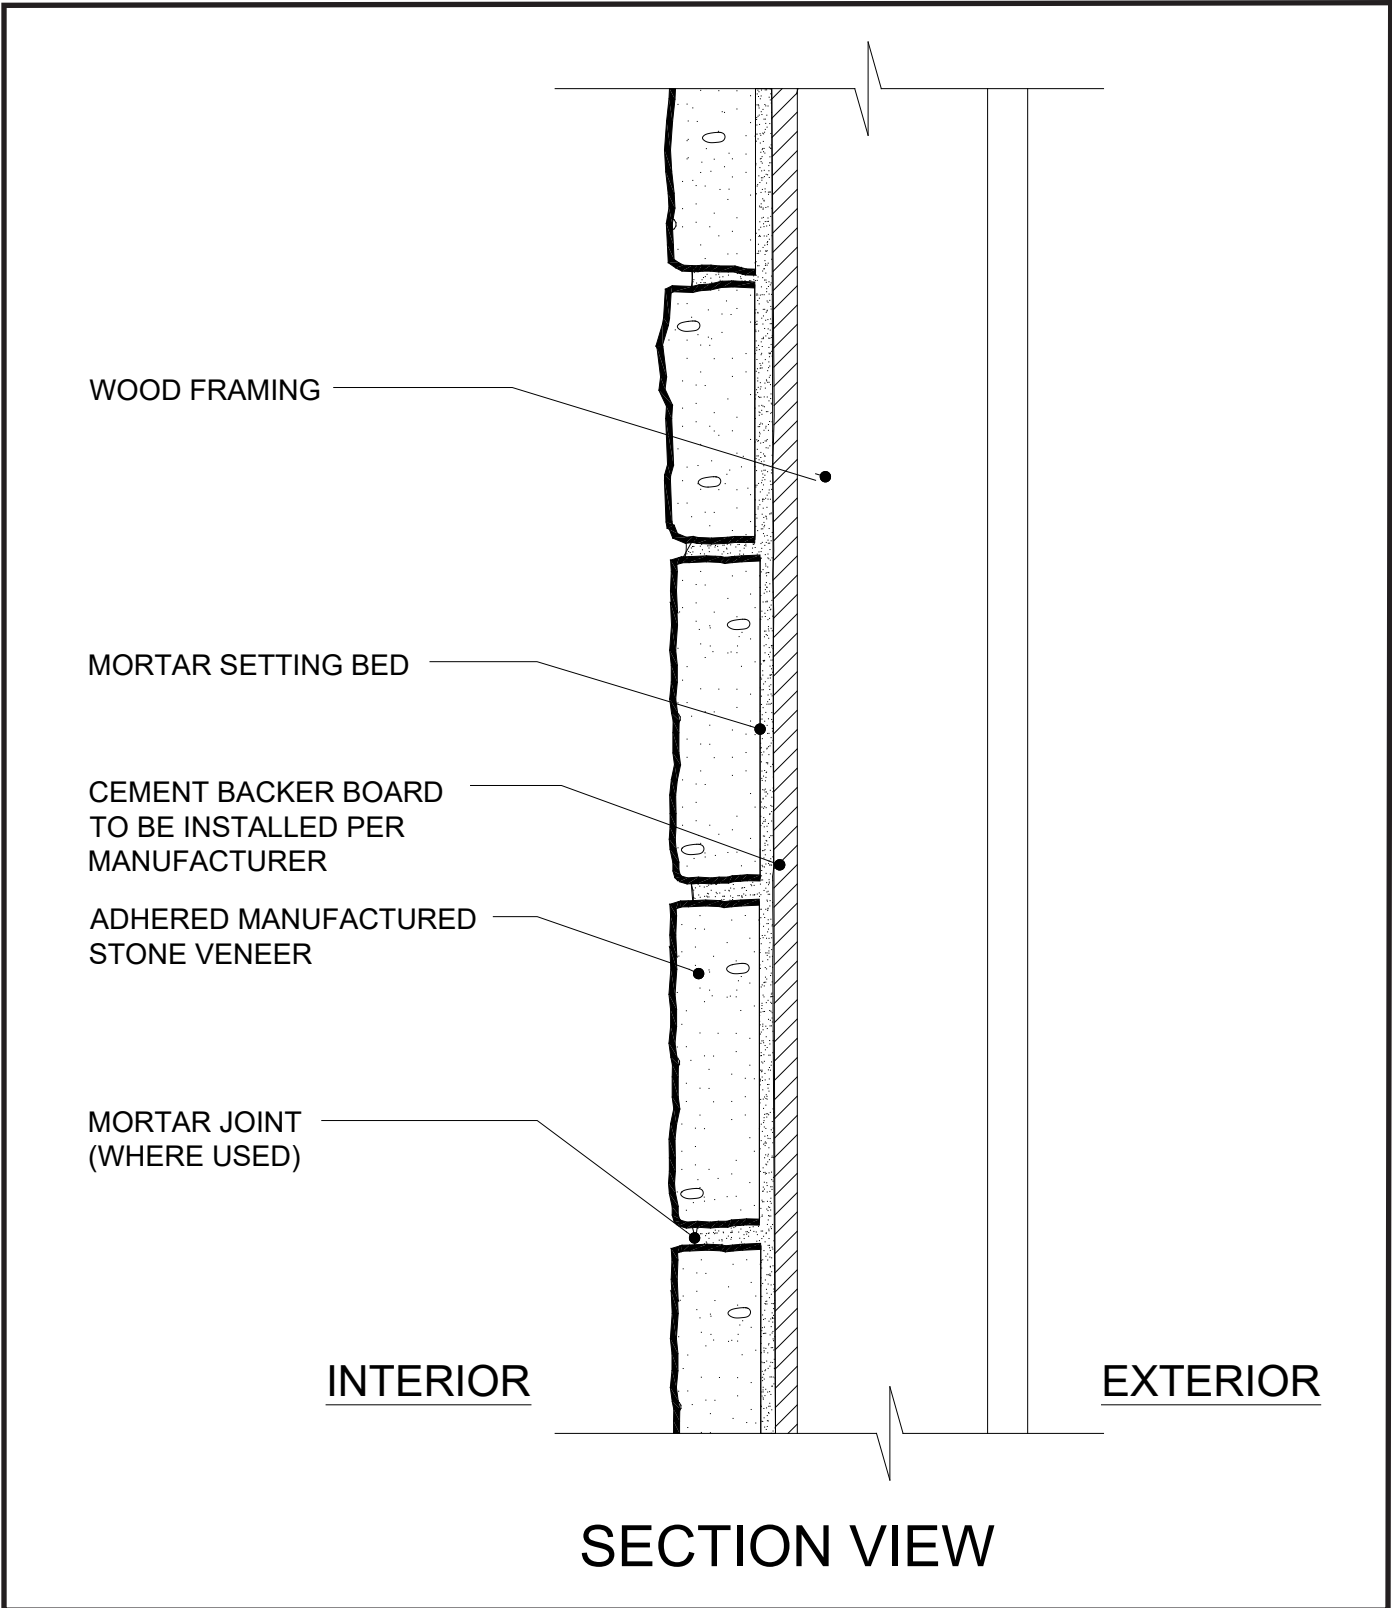 WOOD FRAMING
MORTAR SETTING BED
CEMENT BACKER BOARD
TO BE INSTALLED PER
MANUFACTURER
ADHERED MANUFACTURED
STONE VENEER
MORTAR JOINT
(WHERE USED)
INTERIOR
EXTERIOR
SECTION VIEW